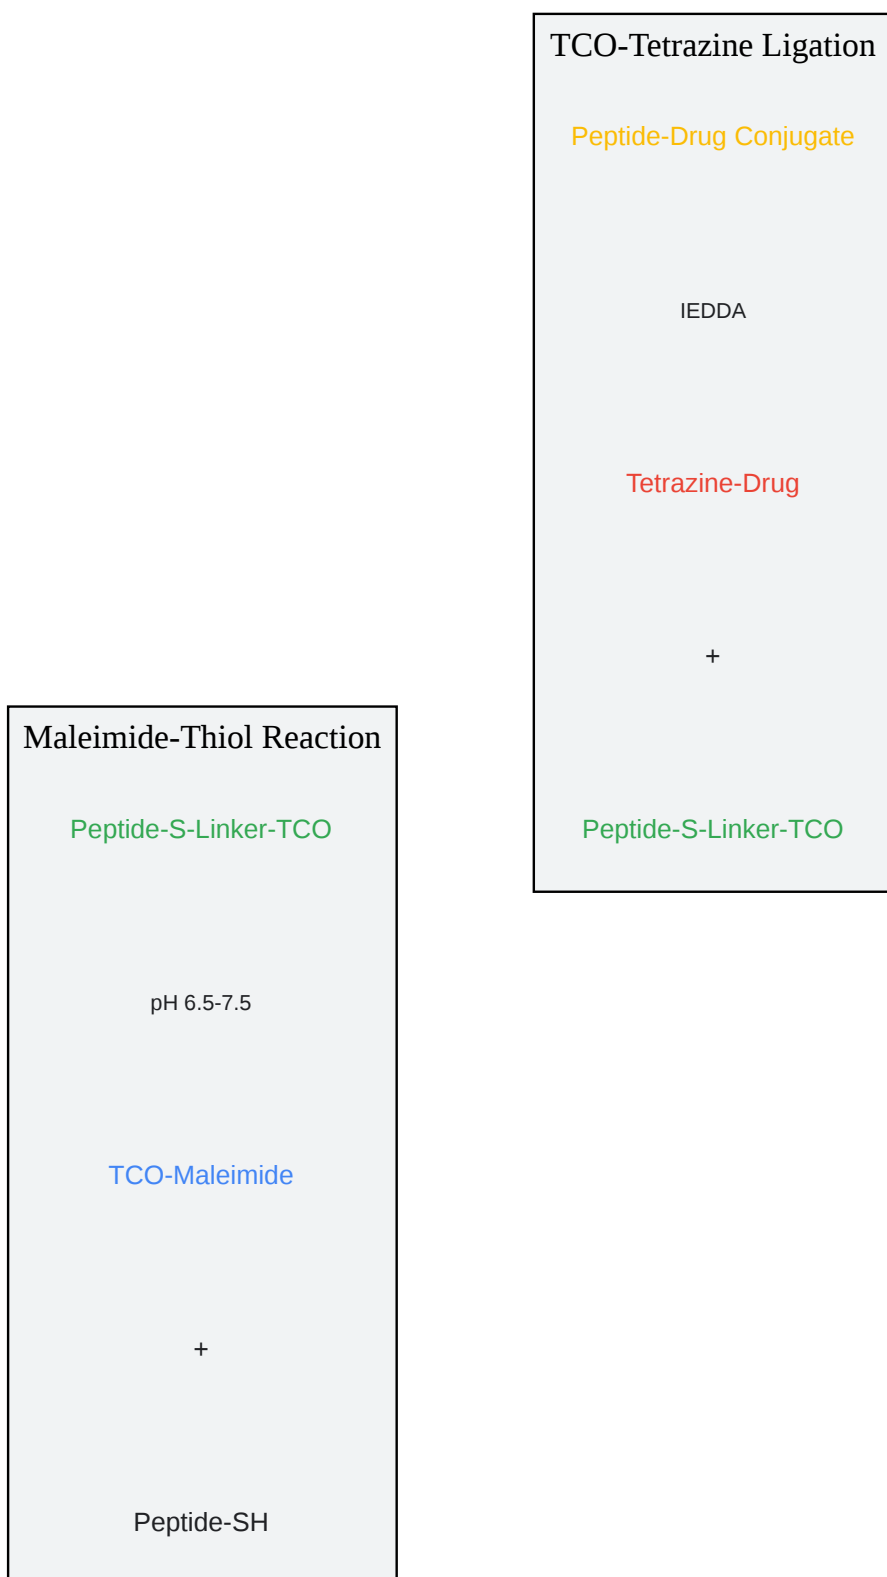 TCO-Tetrazine Ligation
Peptide-Drug Conjugate
IEDDA
Tetrazine-Drug
+
Peptide-S-Linker-TCO
Maleimide-Thiol Reaction
Peptide-S-Linker-TCO
pH 6.5-7.5
TCO-Maleimide
+
Peptide-SH